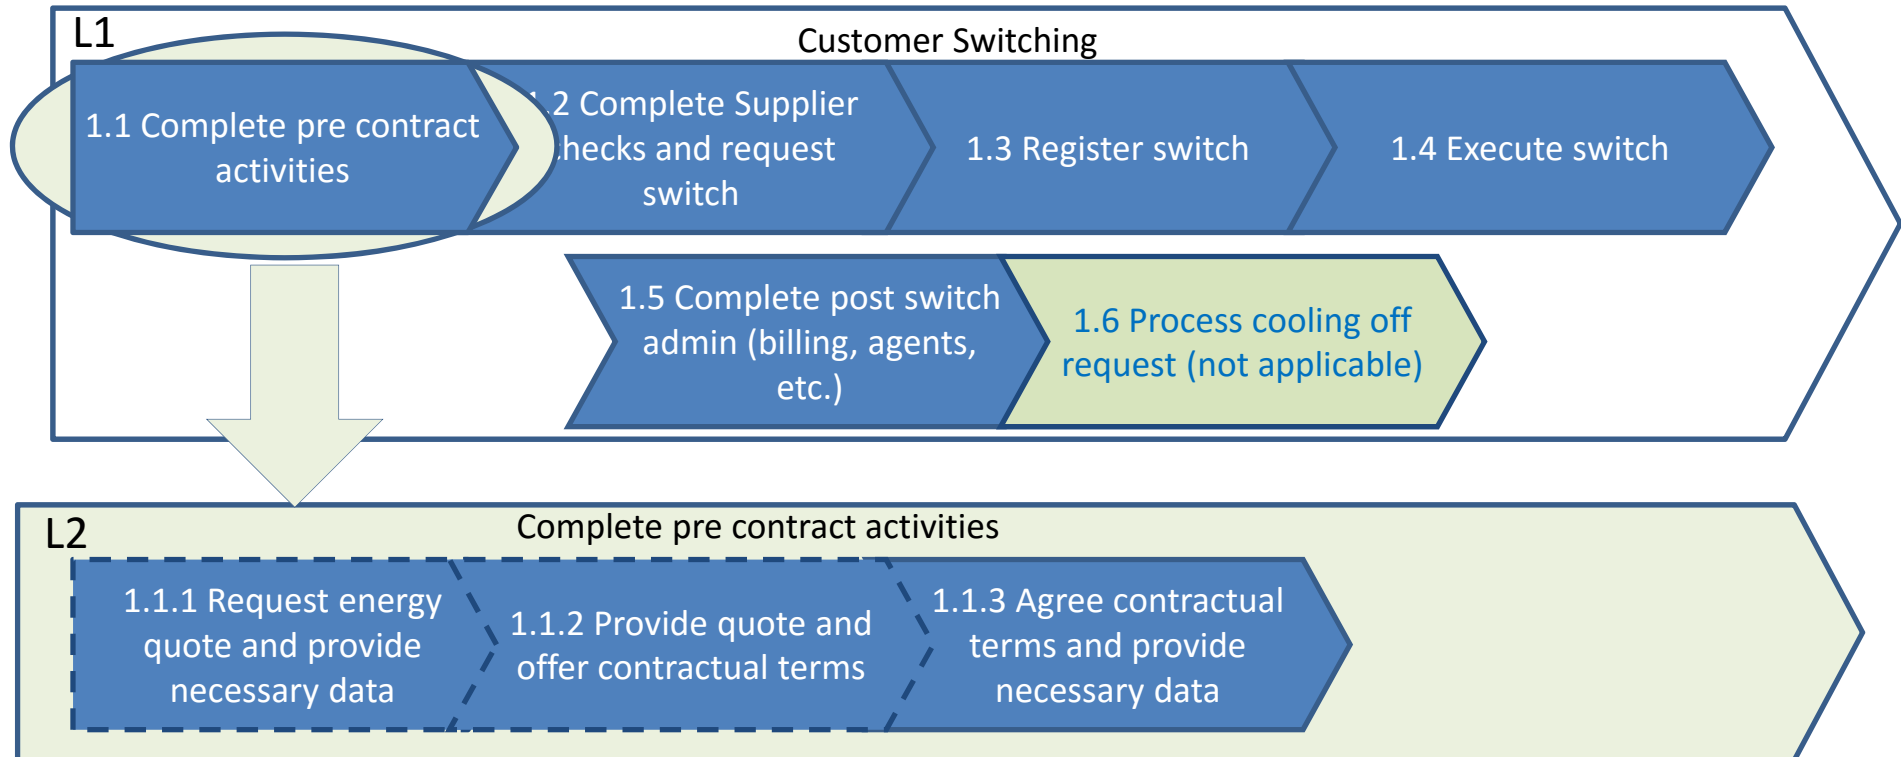 L1
Customer Switching
1.1 Complete pre contract
activities
.2 Complete Supplier
hecks and request
switch
1.3 Register switch
1.4 Execute switch
1.5 Complete post switch
admin (billing, agents,
etc.)
1.6 Process cooling off
request (not applicable)
L2
Complete pre contract activities
1.1.1 Request energy
quote and provide
necessary data
1.1.2 Provide quote and
offer contractual terms
1.1.3 Agree contractual
terms and provide
necessary data